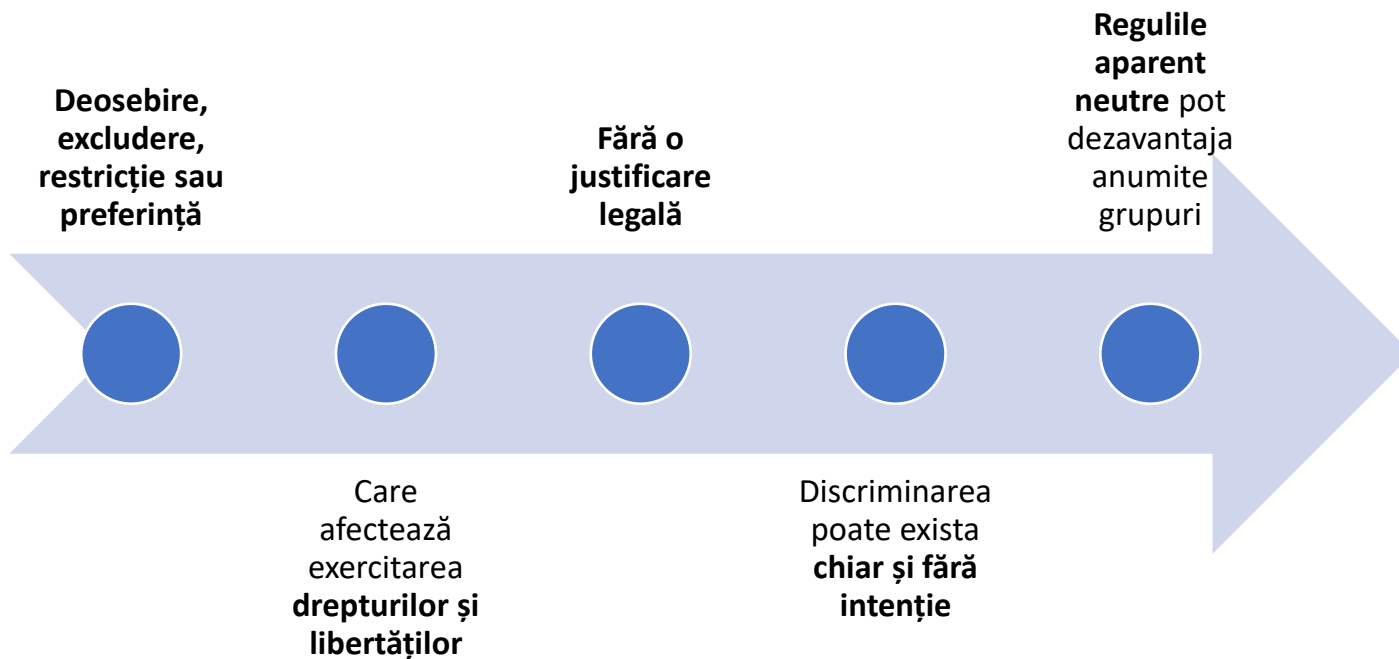 Deosebire,
excludere,
restricție sau
preferință
Care
afectează
exercitarea
drepturilor și
libertăților
Fără o
justificare
legală
Discriminarea
poate exista
chiar și fără
intenție
Regulile
aparent
neutre pot
dezavantaja
anumite
grupuri